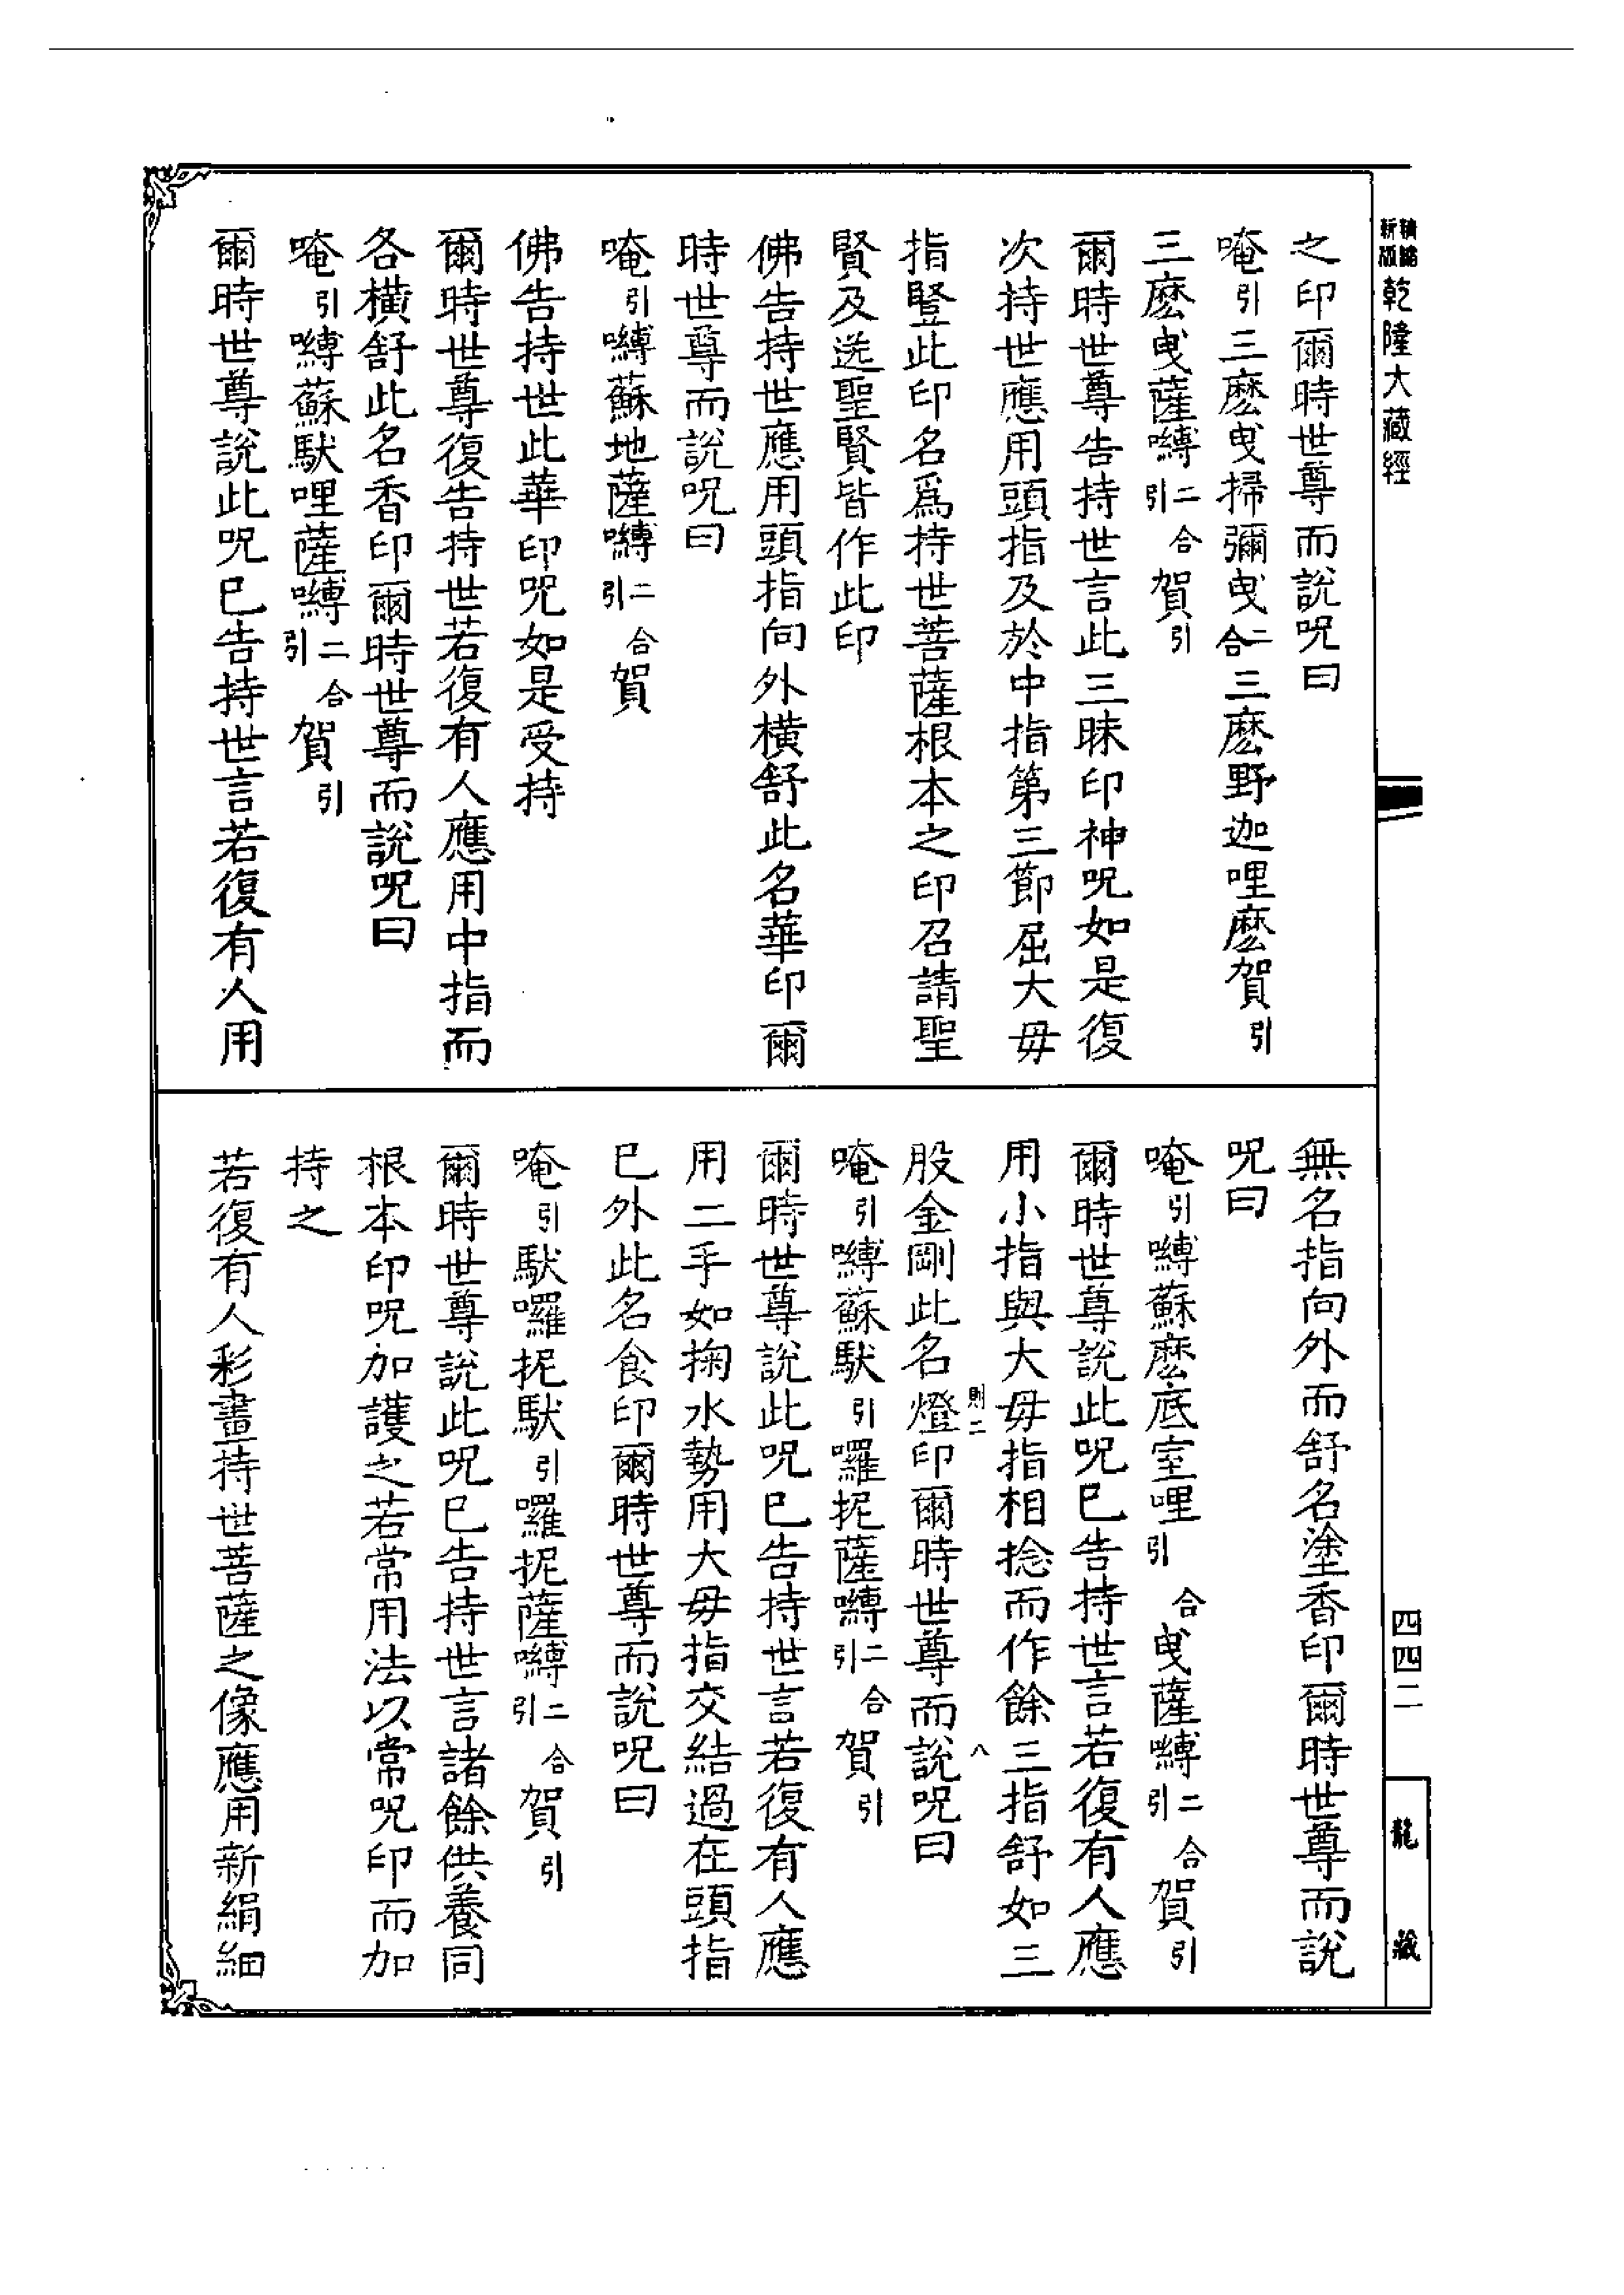 新編
新版
乾隆大藏經
之印爾時世尊而說呪曰
唵引三麽曳掃彌曳二合三麽野迦哩麽賀引
三麽曳薩嚩二合引賀引
爾時世尊告持世言此三昧印神呪如是復
次持世應用頭指及於中指第三節屈大毋
指豎此印名爲持世菩薩根本之印召請聖
賢及送聖賢皆作此印
佛告持世應用頭指向外橫舒此名華印爾
時世尊而說呪曰
唵引嚩蘇地薩嚩二合引賀
佛告持世此華印呪如是受持
爾時世尊復告持世若復有人應用中指而
各橫舒此名香印爾時世尊而說呪曰
唵引嚩蘇馱哩薩嚩二合引賀引
爾時世尊說此呪已告持世言若復有人用
無名指向外而舒名塗香印爾時世尊而說
呪曰
唵引嚩蘇麽底室哩合引曳薩嚩二合引賀引
爾時世尊說此呪已告持世言若復有人應
用小指與大毋指相捻而作餘三指舒如三
則二
八
股金剛此名燈印爾時世尊而說呪曰
唵引嚩蘇馱引囉抳薩嚩二合引賀引
爾時世尊說此呪已告持世言若復有人應
用二手如掬水勢用大毋指交結過在頭指
已外此名食印爾時世尊而說呪曰
唵引馱囉抳馱引囉抳薩嚩二合引賀引
爾時世尊說此呪已告持世言諸餘供養同
根本印呪加護之若常用法以常呪印而加
持之
若復有人彩畫持世菩薩之像應用新絹細
四四二
龍藏